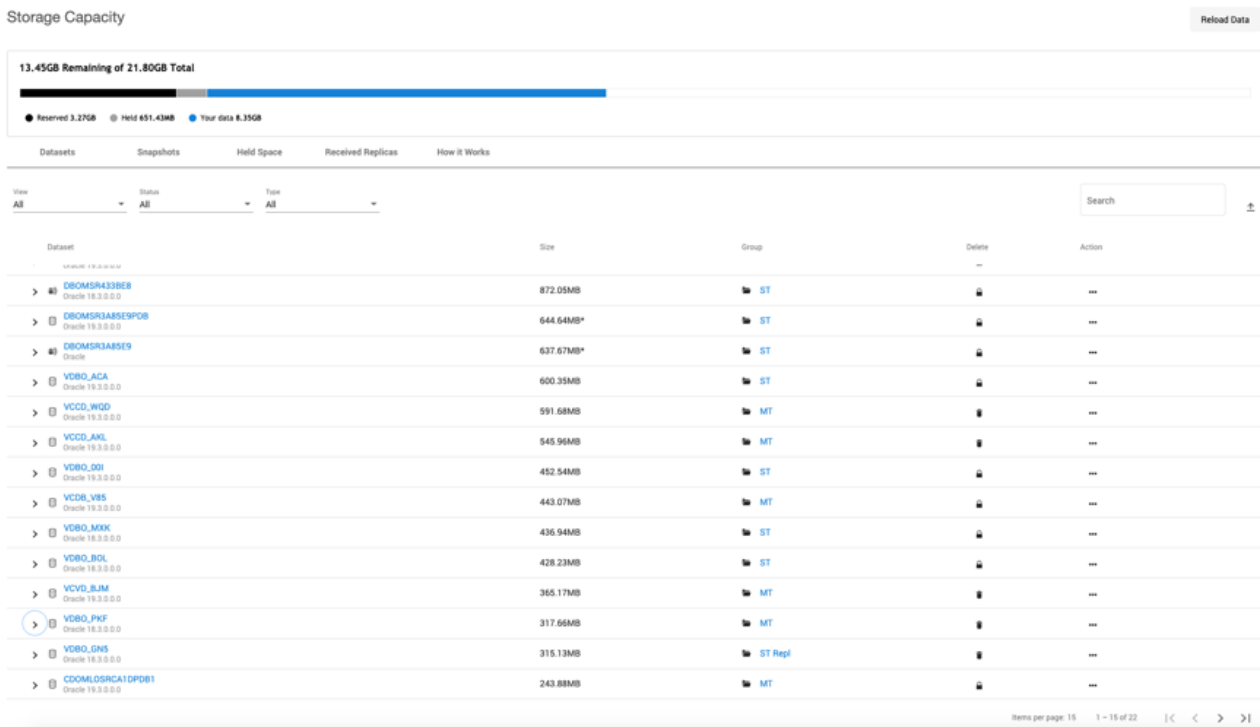 Storage Capacity
Reload Data
13.45GB Remaining of 21.80GB Total
Reserved 3.27GB Held 651.43MB Your data 8.35GB
Datasets Snapshots Held Space Received Replicas How it Works
View Status Type
All All All
Search
Dataset Size Group Delete Action
Oracle 19.3.0.0.0
DBOMSR433BE8 872.05MB ST
Oracle 18.3.0.0.0
DBOMSR3A85E9PDB 644.64MB* ST
Oracle 19.3.0.0.0
DBOMSR3A85E9 637.67MB* ST
Oracle
VDBO_ACA 600.35MB ST
Oracle 19.3.0.0.0
VCCD_WQD 591.68MB MT
Oracle 19.3.0.0.0
VCCD_AKL 545.96MB MT
Oracle 19.3.0.0.0
452.54MB ST
Oracle 19.3.0.0.0
VCDB_V85 443.07MB MT
Oracle 19.3.0.0.0
VDBO_MXK 436.94MB ST
Oracle 18.3.0.0.0
VDBO_BOL 428.23MB ST
Oracle 18.3.0.0.0
VCVD_BJM 365.17MB MT
Oracle 19.3.0.0.0
VDBO_PKF 317.66MB MT
Oracle 18.3.0.0.0
VDBO_GNS 315.13MB ST Repl
Oracle 18.3.0.0.0
CDOMLOSRCA1DPDB1 243.88MB MT
Oracle 19.3.0.0.0
Items per page: 15 1 – 15 of 22